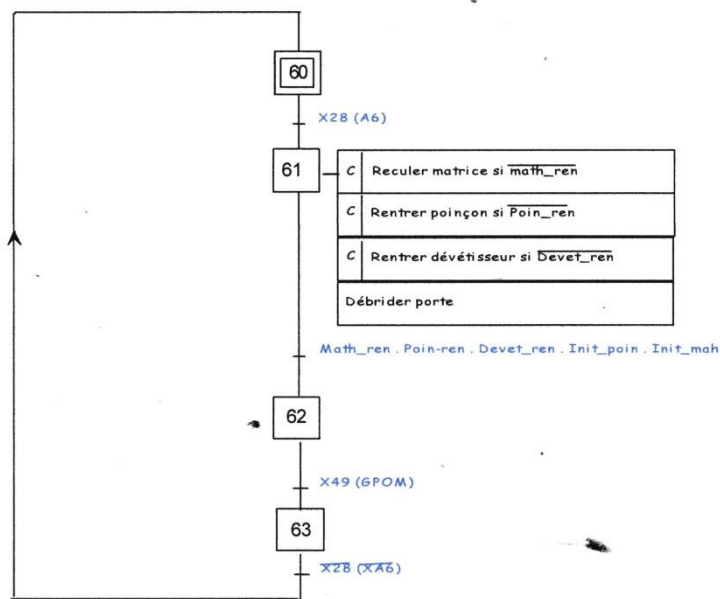 60
X28 (A6)
61
C Reculer matrice si math_ren
C Rentrer poinçon si Poin_ren
C Rentrer dévétisseur si Devet_ren
Débrider porte
Math_ren . Poin-ren . Devet_ren . Init_poin . Init_mah
62
X49 (GPOM)
63
X28 (XA6)